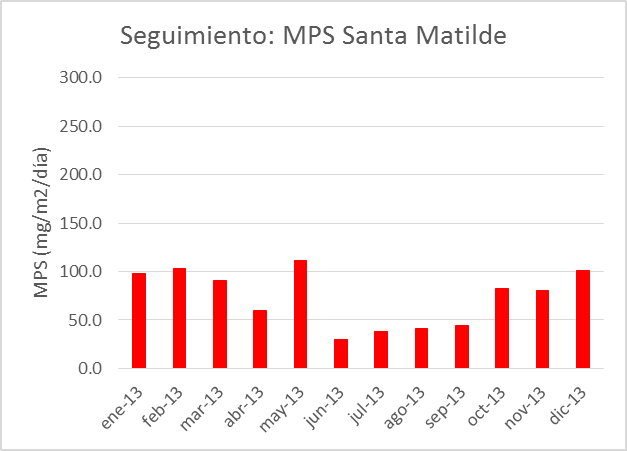 Seguimiento: MPS Santa Matilde
MPS (mg/m2/día)
300.0
250.0
200.0
150.0
100.0
50.0
0.0
ene-13
feb-13
mar-13
abr-13
may-13
jun-13
jul-13
ago-13
sep-13
oct-13
nov-13
dic-13